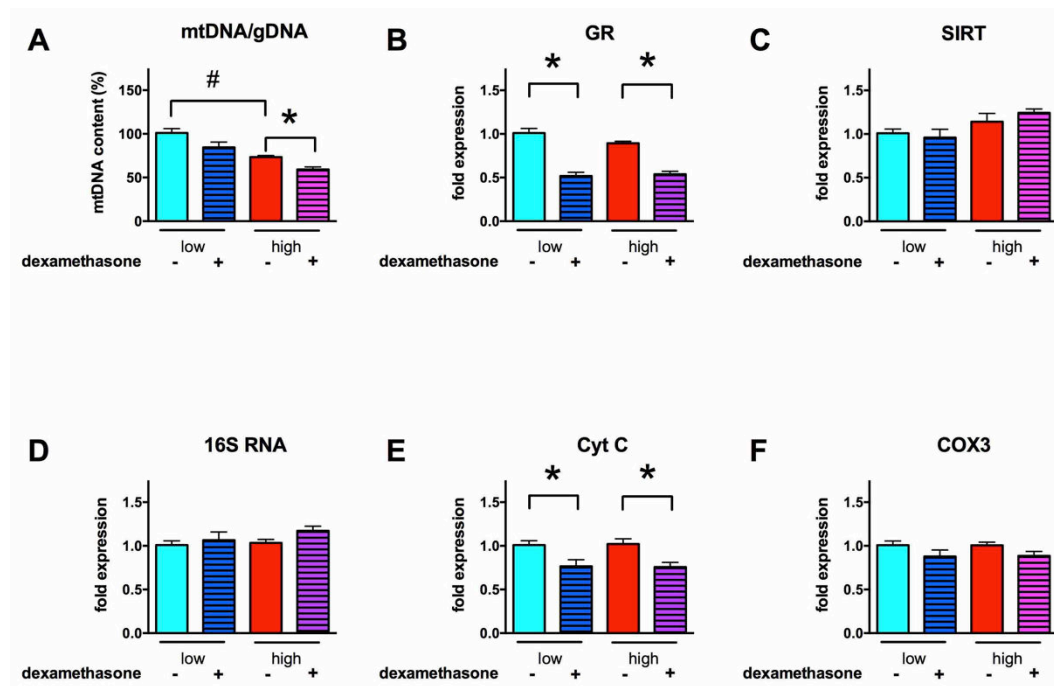 A mtDNA/gDNA
mtDNA content (%)
150
100
50
0
#
*
low high
dexamethasone - + - +
B GR
fold expression
1.5
1.0
0.5
0.0
* *
low high
dexamethasone - + - +
C SIRT
fold expression
1.5
1.0
0.5
0.0
low high
dexamethasone - + - +
D 16S RNA
fold expression
1.5
1.0
0.5
0.0
low high
dexamethasone - + - +
E Cyt C
fold expression
1.5
1.0
0.5
0.0
* *
low high
dexamethasone - + - +
F COX3
fold expression
1.5
1.0
0.5
0.0
low high
dexamethasone - + - +